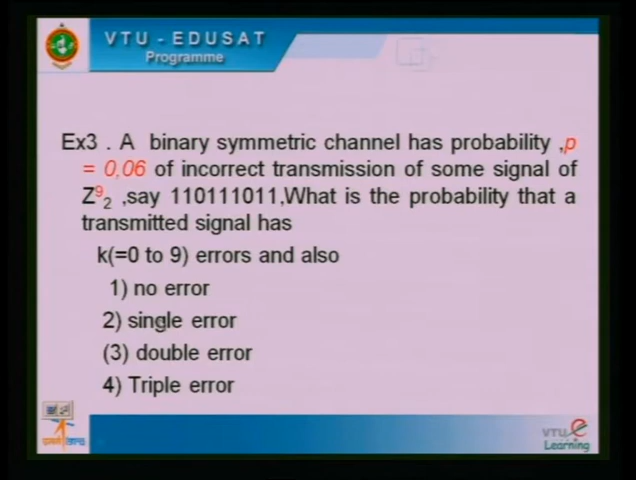 VTU - EDUSAT
Programme
Ex3 . A binary symmetric channel has probability ,p
= 0,06 of incorrect transmission of some signal of
Z⁹₂ ,say 110111011,What is the probability that a
transmitted signal has
k(=0 to 9) errors and also
1) no error
2) single error
(3) double error
4) Triple error
VTU e
Learning